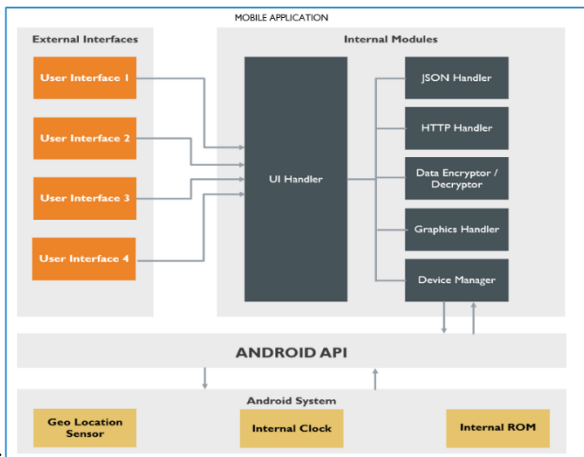 MOBILE APPLICATION
External Interfaces
User Interface 1
User Interface 2
User Interface 3
User Interface 4
Internal Modules
UI Handler
JSON Handler
HTTP Handler
Data Encryptor /
Decryptor
Graphics Handler
Device Manager
ANDROID API
Android System
Geo Location
Sensor
Internal Clock
Internal ROM